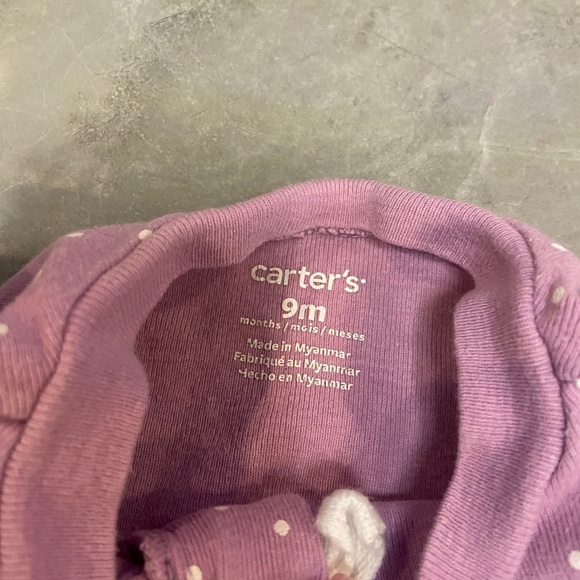 carter's
9m
months / mois / meses
Made in Myanmar
Fabriqué au Myanmar
Hecho en Myanmar